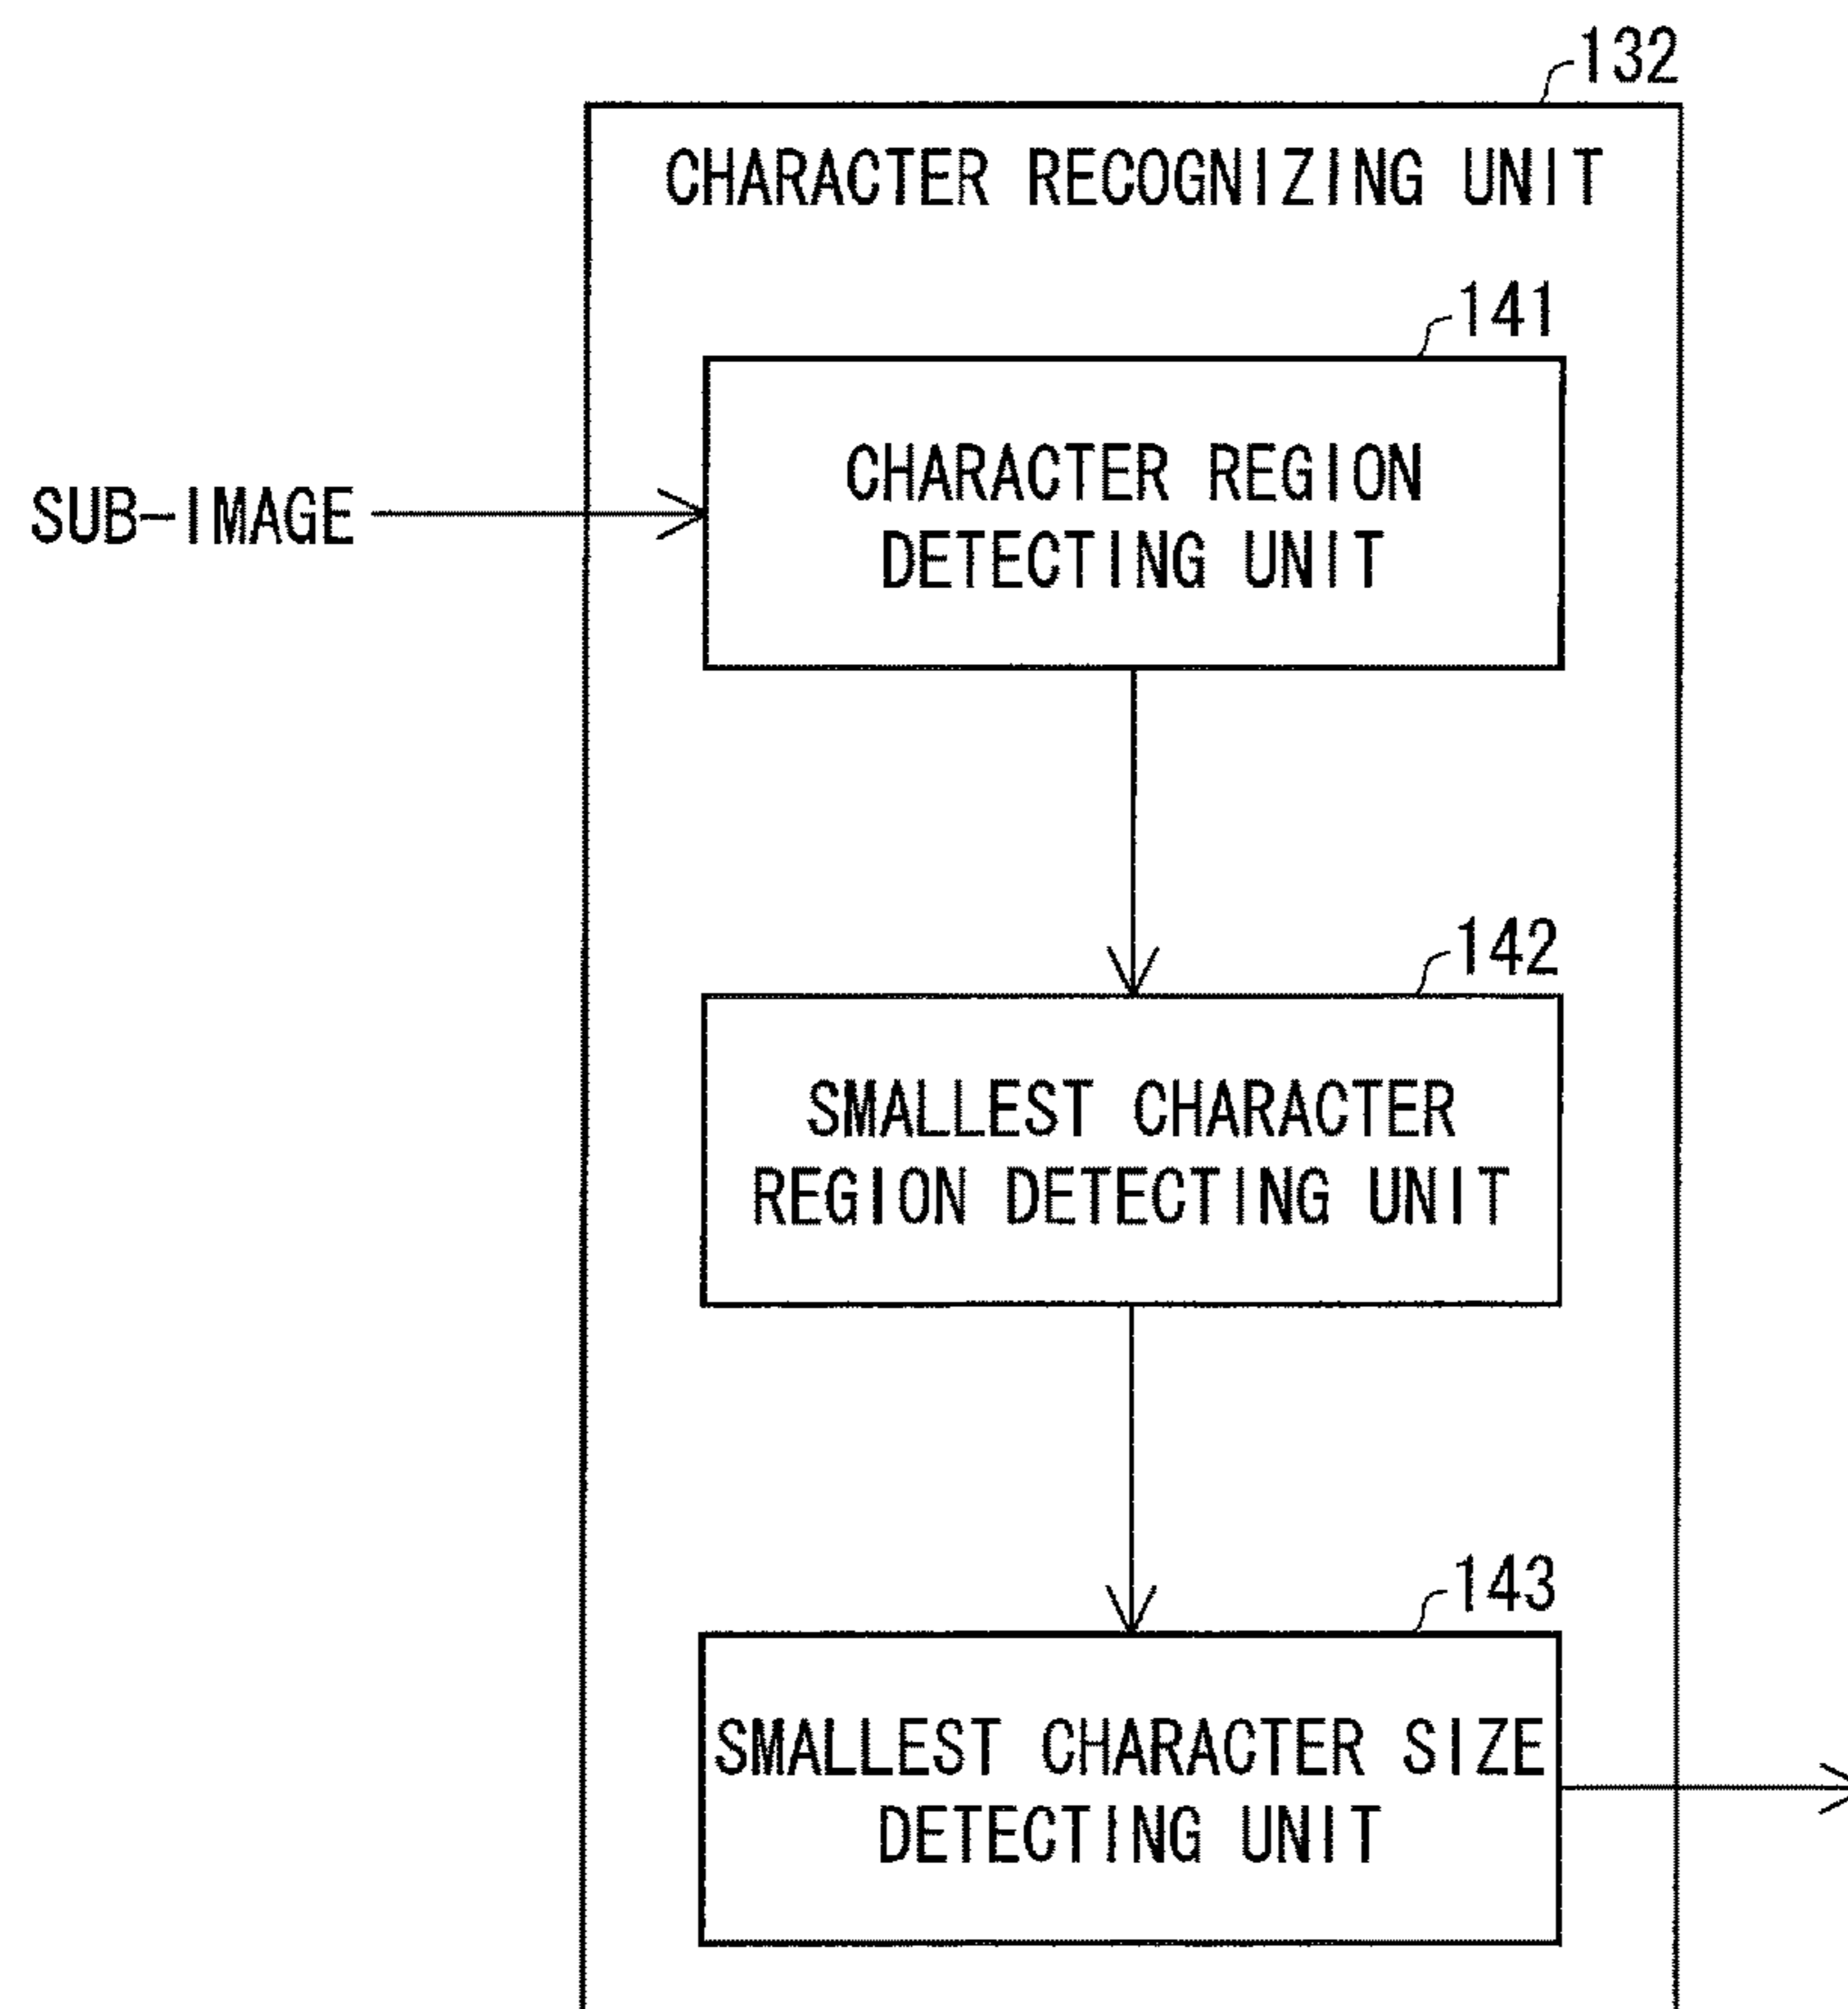 132
CHARACTER RECOGNIZING UNIT
141
CHARACTER REGION
DETECTING UNIT
SUB-IMAGE
142
SMALLEST CHARACTER
REGION DETECTING UNIT
143
SMALLEST CHARACTER SIZE
DETECTING UNIT